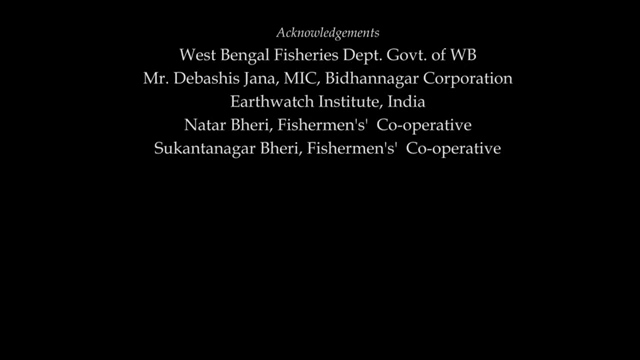 Acknowledgements
West Bengal Fisheries Dept. Govt. of WB
Mr. Debashis Jana, MIC, Bidhannagar Corporation
Earthwatch Institute, India
Natar Bheri, Fishermen's' Co-operative
Sukantanagar Bheri, Fishermen's' Co-operative